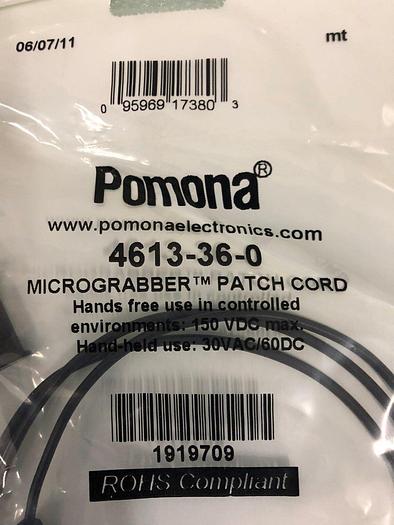 06/07/11
mt
0 95969 17380 3
Pomona®
www.pomonaelectronics.com
4613-36-0
MICROGRABBER™ PATCH CORD
Hands free use in controlled
environments: 150 VDC max.
Hand-held use: 30VAC/60DC
1919709
ROHS Compliant